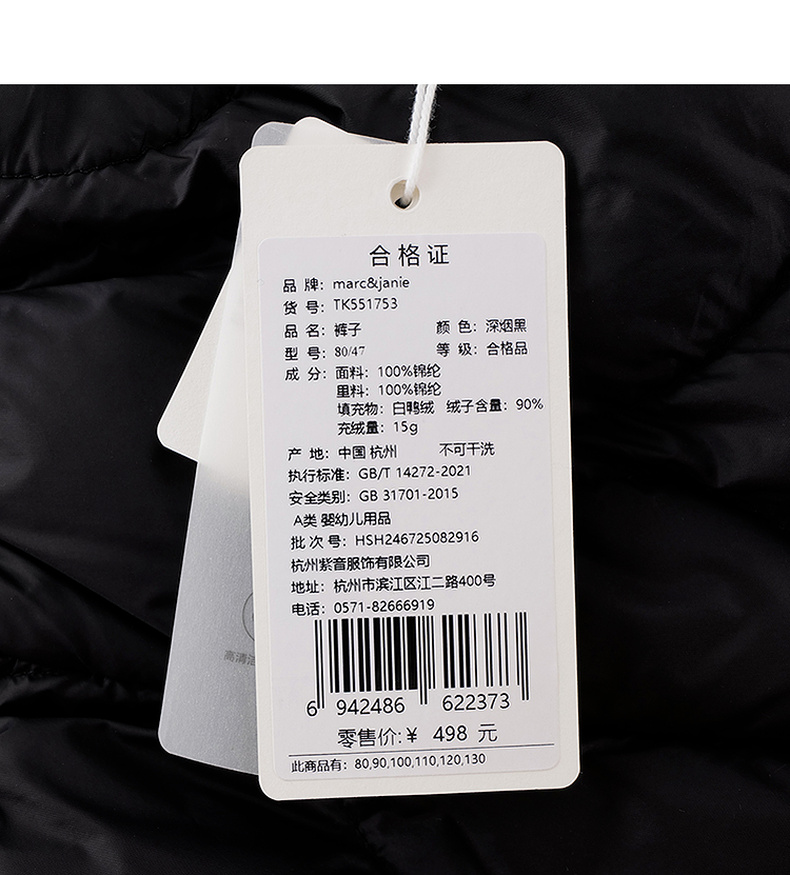 合格证
品 牌：marc&janie
货 号：TK551753
品 名：裤子 颜 色：深烟黑
型 号：80/47 等 级：合格品
成 分：面料：100%锦纶
里料：100%锦纶
填充物：白鸭绒 绒子含量：90%
充绒量：15g
产 地：中国 杭州 不可干洗
执行标准：GB/T 14272-2021
安全类别：GB 31701-2015
A类 婴幼儿用品
批 次 号：HSH246725082916
杭州紫音服饰有限公司
地址：杭州市滨江区江二路400号
电话：0571-82666919
6 942486 622373
零售价:￥ 498 元
此商品有：80,90,100,110,120,130
高清洁